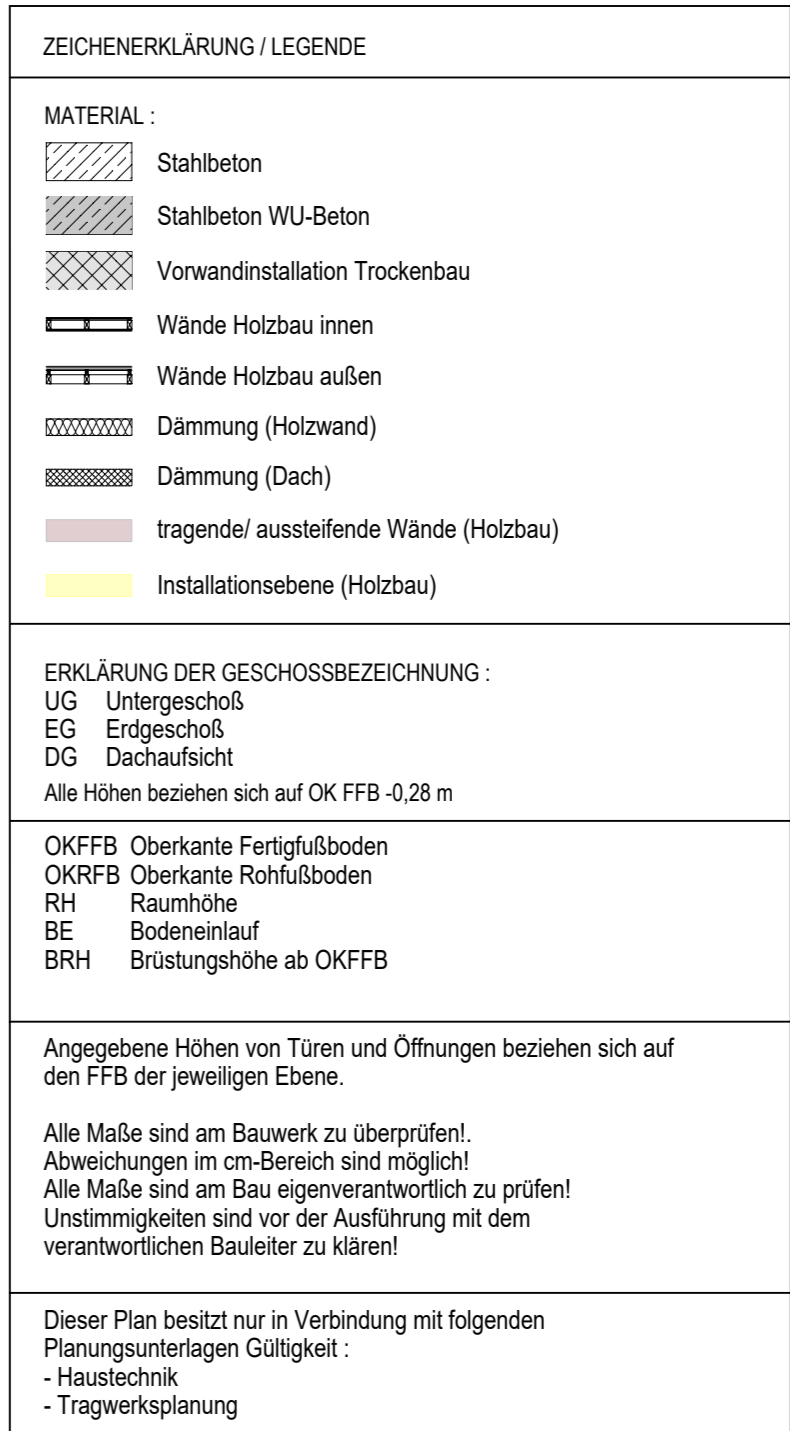 ZEICHENERKLÄRUNG / LEGENDE
MATERIAL :
Stahlbeton
Stahlbeton WU-Beton
Vorwandinstallation Trockenbau
Wände Holzbau innen
Wände Holzbau außen
Dämmung (Holzwand)
Dämmung (Dach)
tragende/ aussteifende Wände (Holzbau)
Installationsebene (Holzbau)
ERKLÄRUNG DER GESCHOSSBEZEICHNUNG :
UG Untergeschoß
EG Erdgeschoß
DG Dachaufsicht
Alle Höhen beziehen sich auf OK FFB -0,28 m
OKFFB Oberkante Fertigfußboden
OKRFB Oberkante Rohfußboden
RH Raumhöhe
BE Bodeneinlauf
BRH Brüstungshöhe ab OKFFB
Angegebene Höhen von Türen und Öffnungen beziehen sich auf
den FFB der jeweiligen Ebene.
Alle Maße sind am Bauwerk zu überprüfen!.
Abweichungen im cm-Bereich sind möglich!
Alle Maße sind am Bau eigenverantwortlich zu prüfen!
Unstimmigkeiten sind vor der Ausführung mit dem
verantwortlichen Bauleiter zu klären!
Dieser Plan besitzt nur in Verbindung mit folgenden
Planungsunterlagen Gültigkeit :
- Haustechnik
- Tragwerksplanung